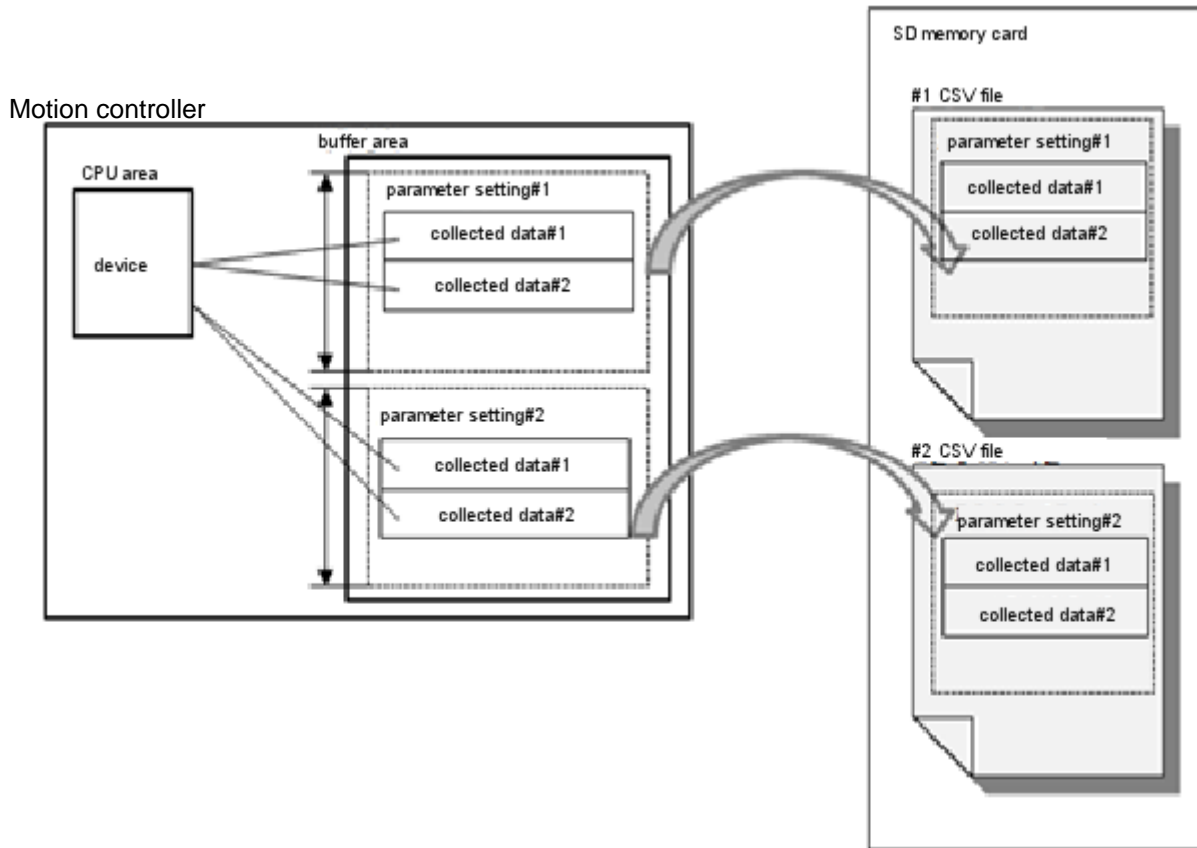 Motion controller
CPU area
device
buffer area
parameter setting#1
collected data#1
collected data#2
parameter setting#2
collected data#1
collected data#2
SD memory card
#1 CSV file
parameter setting#1
collected data#1
collected data#2
#2 CSV file
parameter setting#2
collected data#1
collected data#2